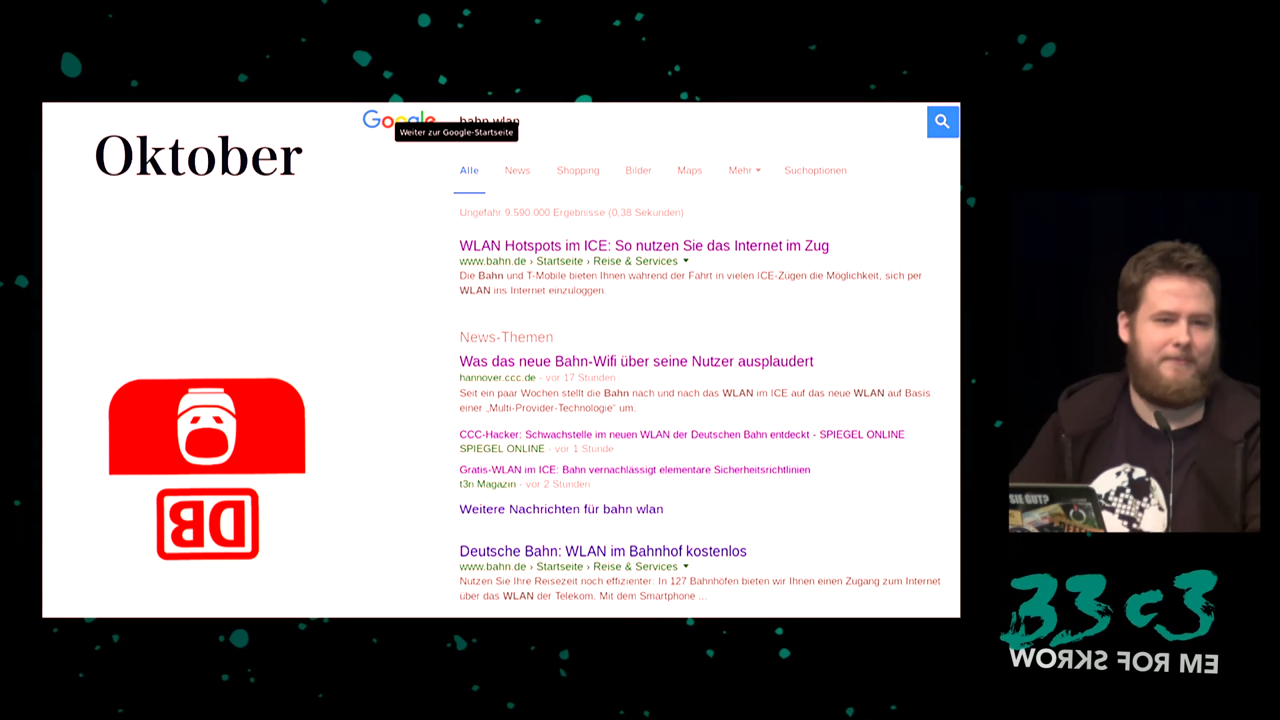 Oktober
Google
bahn wlan
Weiter zur Google-Startseite
Alle News Shopping Bilder Maps Mehr Suchoptionen
Ungefähr 9.590.000 Ergebnisse (0,38 Sekunden)
WLAN Hotspots im ICE: So nutzen Sie das Internet im Zug
www.bahn.de › Startseite › Reise & Services
Die Bahn und T-Mobile bieten Ihnen während der Fahrt in vielen ICE-Zügen die Möglichkeit, sich per
WLAN ins Internet einzuloggen.
News-Themen
Was das neue Bahn-Wifi über seine Nutzer ausplaudert
hannover.ccc.de - vor 17 Stunden
Seit ein paar Wochen stellt die Bahn nach und nach das WLAN im ICE auf das neue WLAN auf Basis
einer „Multi-Provider-Technologie“ um.
CCC-Hacker: Schwachstelle im neuen WLAN der Deutschen Bahn entdeckt - SPIEGEL ONLINE
SPIEGEL ONLINE - vor 1 Stunde
Gratis-WLAN im ICE: Bahn vernachlässigt elementare Sicherheitsrichtlinien
t3n Magazin - vor 2 Stunden
Weitere Nachrichten für bahn wlan
Deutsche Bahn: WLAN im Bahnhof kostenlos
www.bahn.de › Startseite › Reise & Services
Nutzen Sie Ihre Reisezeit noch effizienter: In 127 Bahnhöfen bieten wir Ihnen einen Zugang zum Internet
über das WLAN der Telekom. Mit dem Smartphone ...
DB
SIE GUT?
33c3
WORKS FOR ME